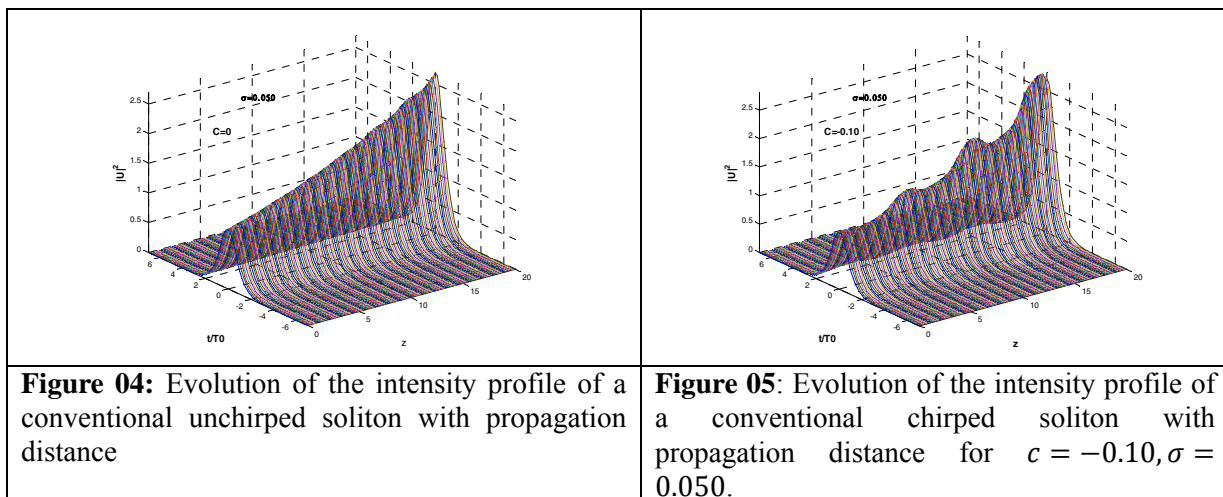 2.5
2
1.5
1
0.5
0
|U|²
σ=0.050
C=0
6
4
2
0
-2
-4
-6
t/T0
0
5
10
15
20
z
Figure 04: Evolution of the intensity profile of a
conventional unchirped soliton with propagation
distance
2.5
2
1.5
1
0.5
0
|U|²
σ=0.050
C=-0.10
6
4
2
0
-2
-4
-6
t/T0
0
5
10
15
20
z
Figure 05: Evolution of the intensity profile of
a conventional chirped soliton with
propagation distance for c = −0.10, σ =
0.050.